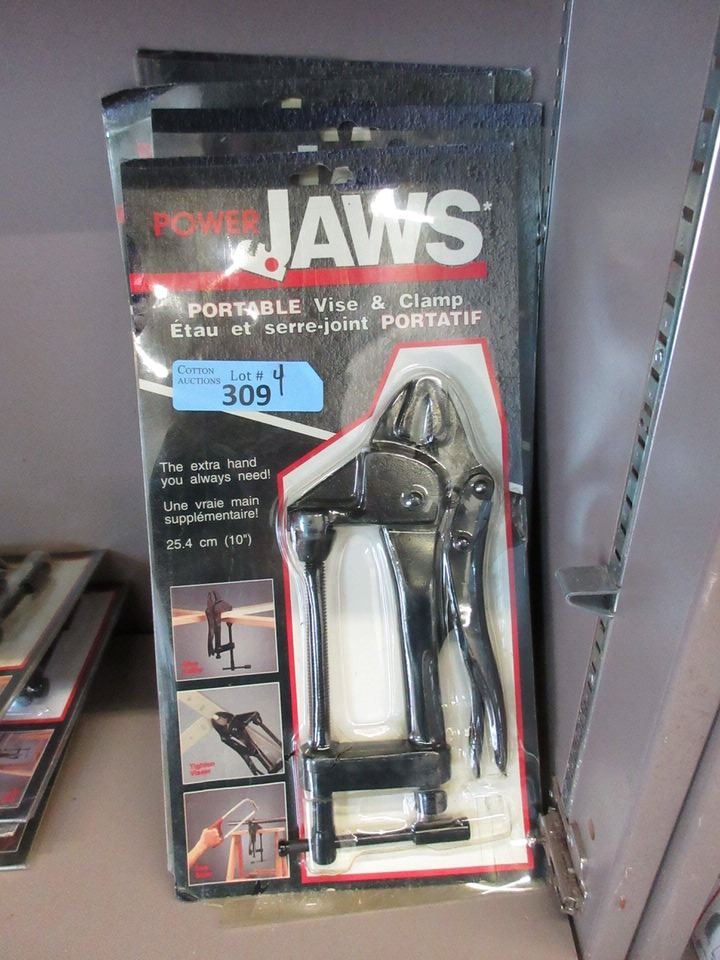 POWER JAWS*
PORTABLE Vise & Clamp
Étau et serre-joint PORTATIF
COTTON
AUCTIONS
Lot # 4
309
The extra hand
you always need!
Une vraie main
supplémentaire!
25.4 cm (10")
Tighten